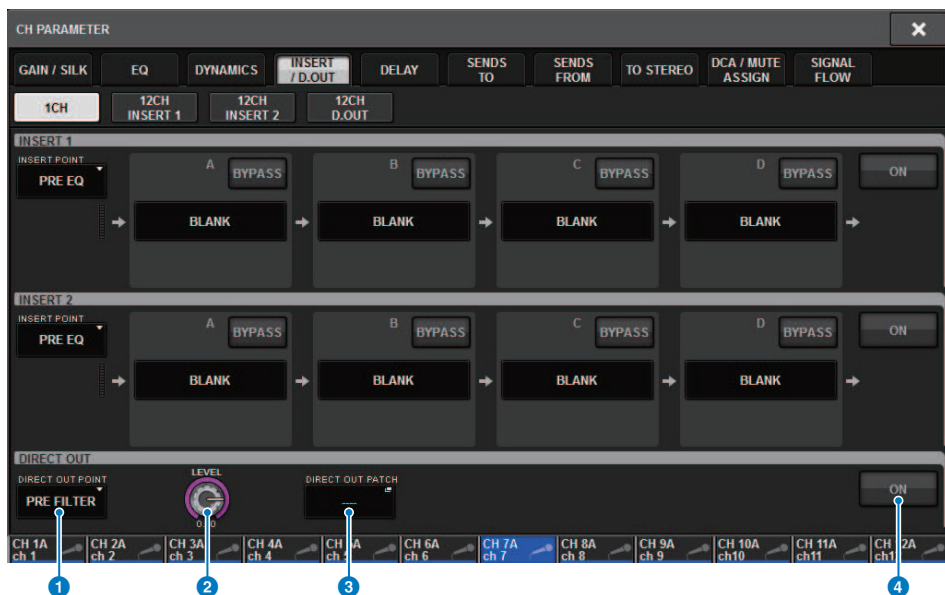 CH PARAMETER
GAIN / SILK
EQ
DYNAMICS
INSERT
/ D.OUT
DELAY
SENDS
TO
SENDS
FROM
TO STEREO
DCA / MUTE
ASSIGN
SIGNAL
FLOW
1CH
12CH
INSERT 1
12CH
INSERT 2
12CH
D.OUT
INSERT 1
INSERT POINT
PRE EQ
A
BYPASS
BLANK
B
BYPASS
BLANK
C
BYPASS
BLANK
D
BYPASS
BLANK
ON
INSERT 2
INSERT POINT
PRE EQ
A
BYPASS
BLANK
B
BYPASS
BLANK
C
BYPASS
BLANK
D
BYPASS
BLANK
ON
DIRECT OUT
DIRECT OUT POINT
PRE FILTER
LEVEL
DIRECT OUT PATCH
----
ON
CH 1A
ch 1
CH 2A
ch 2
CH 3A
ch 3
CH 4A
ch 4
CH
ch
CH 6A
ch 6
CH 7A
ch 7
CH 8A
ch 8
CH 9A
ch 9
CH 10A
ch10
CH 11A
ch11
CH
1
2
3
4